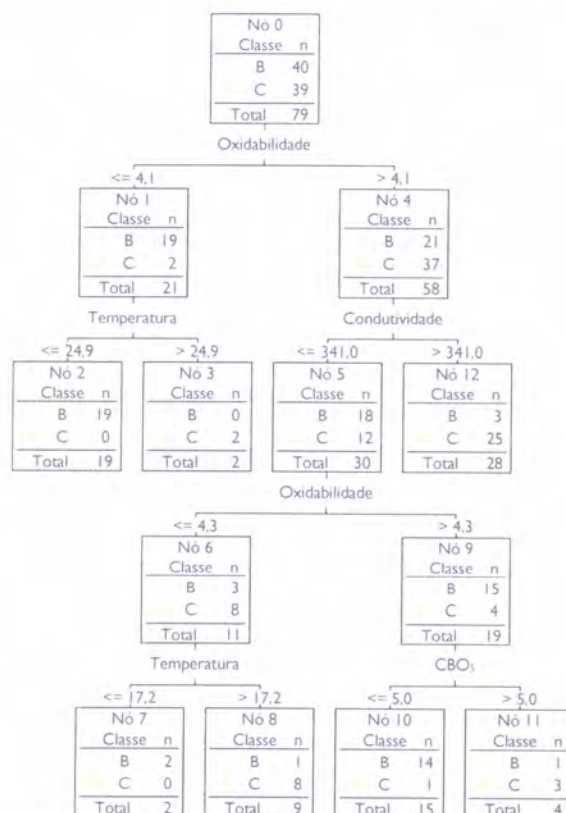 Nó 0
Classe n
B 40
C 39
Total 79
Oxidabilidade
<= 4,1
> 4,1
Nó 1
Classe n
B 19
C 2
Total 21
Nó 4
Classe n
B 21
C 37
Total 58
Temperatura
Condutividade
<= 24,9
> 24,9
<= 341,0
> 341,0
Nó 2
Classe n
B 19
C 0
Total 19
Nó 3
Classe n
B 0
C 2
Total 2
Nó 5
Classe n
B 18
C 12
Total 30
Nó 12
Classe n
B 3
C 25
Total 28
Oxidabilidade
<= 4,3
> 4,3
Nó 6
Classe n
B 3
C 8
Total 11
Nó 9
Classe n
B 15
C 4
Total 19
Temperatura
CBO₅
<= 17,2
> 17,2
<= 5,0
> 5,0
Nó 7
Classe n
B 2
C 0
Total 2
Nó 8
Classe n
B 1
C 8
Total 9
Nó 10
Classe n
B 14
C 1
Total 15
Nó 11
Classe n
B 1
C 3
Total 4